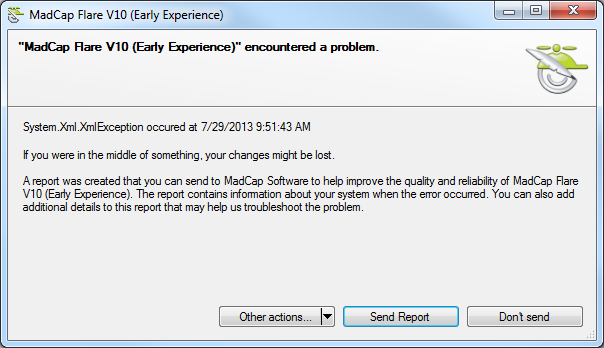 MadCap Flare V10 (Early Experience)
"MadCap Flare V10 (Early Experience)" encountered a problem.
System.Xml.XmlException occured at 7/29/2013 9:51:43 AM
If you were in the middle of something, your changes might be lost.
A report was created that you can send to MadCap Software to help improve the quality and reliability of MadCap Flare
V10 (Early Experience). The report contains information about your system when the error occurred. You can also add
additional details to this report that may help us troubleshoot the problem.
Other actions...
Send Report
Don't send